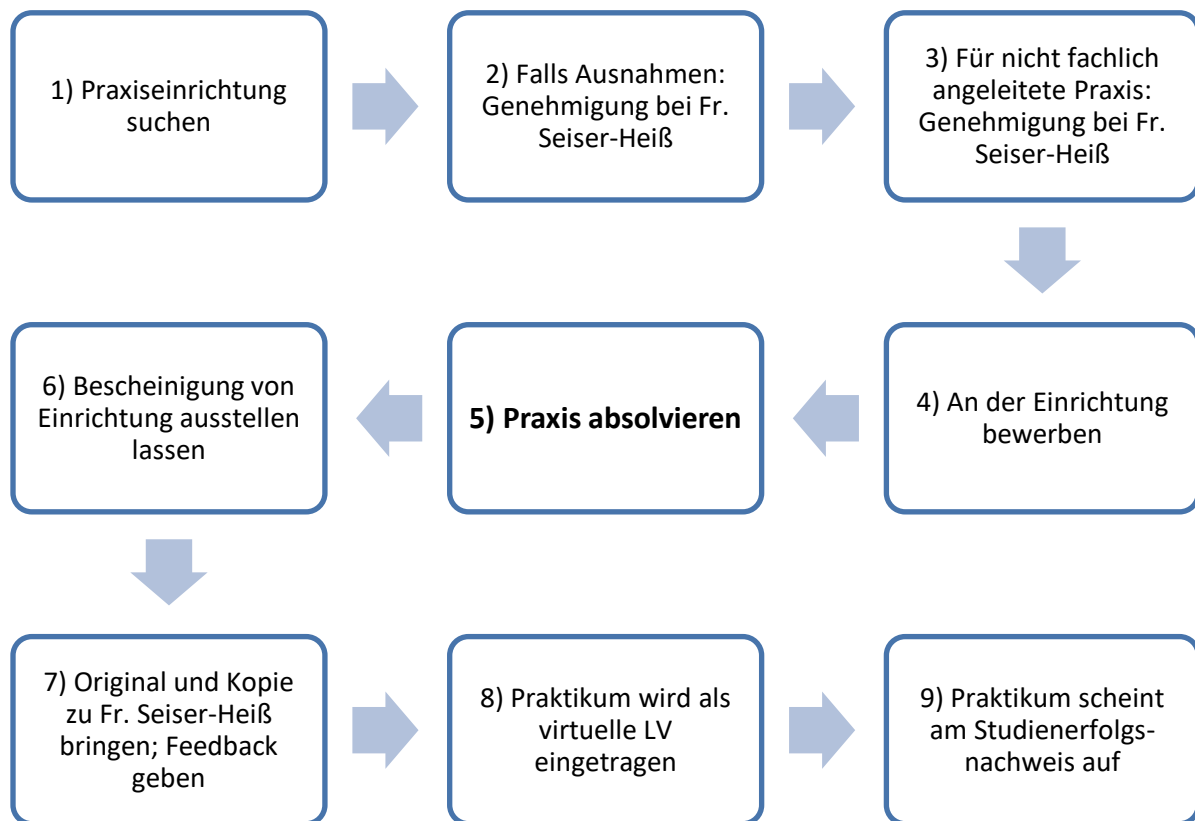 1) Praxiseinrichtung
suchen
2) Falls Ausnahmen:
Genehmigung bei Fr.
Seiser-Heiß
3) Für nicht fachlich
angeleitete Praxis:
Genehmigung bei Fr.
Seiser-Heiß
4) An der Einrichtung
bewerben
5) Praxis absolvieren
6) Bescheinigung von
Einrichtung ausstellen
lassen
7) Original und Kopie
zu Fr. Seiser-Heiß
bringen; Feedback
geben
8) Praktikum wird als
virtuelle LV
eingetragen
9) Praktikum scheint
am Studienerfolgs-
nachweis auf